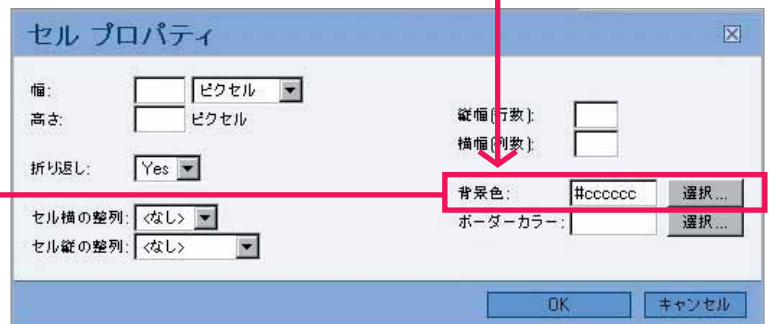 セル プロパティ
幅: ピクセル
高さ: ピクセル
縦幅(行数):
横幅(列数):
折り返し: Yes
背景色: #cccccc 選択...
セル横の整列: <なし>
ボーダーカラー: 選択...
セル縦の整列: <なし>
OK キャンセル